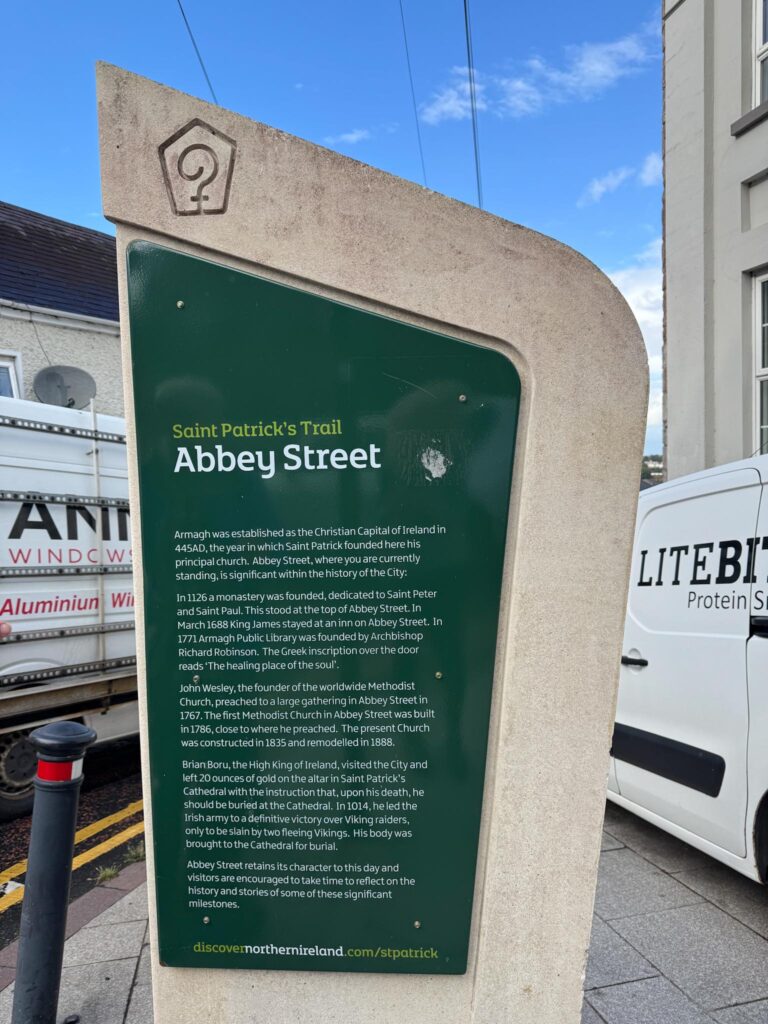 Saint Patrick's Trail
Abbey Street
Armagh was established as the Christian Capital of Ireland in
445AD, the year in which Saint Patrick founded here his
principal church. Abbey Street, where you are currently
standing, is significant within the history of the City:
In 1126 a monastery was founded, dedicated to Saint Peter
and Saint Paul. This stood at the top of Abbey Street. In
March 1688 King James stayed at an inn on Abbey Street. In
1771 Armagh Public Library was founded by Archbishop
Richard Robinson. The Greek inscription over the door
reads 'The healing place of the soul'.
John Wesley, the founder of the worldwide Methodist
Church, preached to a large gathering in Abbey Street in
1767. The first Methodist Church in Abbey Street was built
in 1786, close to where he preached. The present Church
was constructed in 1835 and remodelled in 1888.
Brian Boru, the High King of Ireland, visited the City and
left 20 ounces of gold on the altar in Saint Patrick's
Cathedral with the instruction that, upon his death, he
should be buried at the Cathedral. In 1014, he led the
Irish army to a definitive victory over Viking raiders,
only to be slain by two fleeing Vikings. His body was
brought to the Cathedral for burial.
Abbey Street retains its character to this day and
visitors are encouraged to take time to reflect on the
history and stories of some of these significant
milestones.
discovernorthernireland.com/stpatrick
WINDOWS
Aluminium
Protein